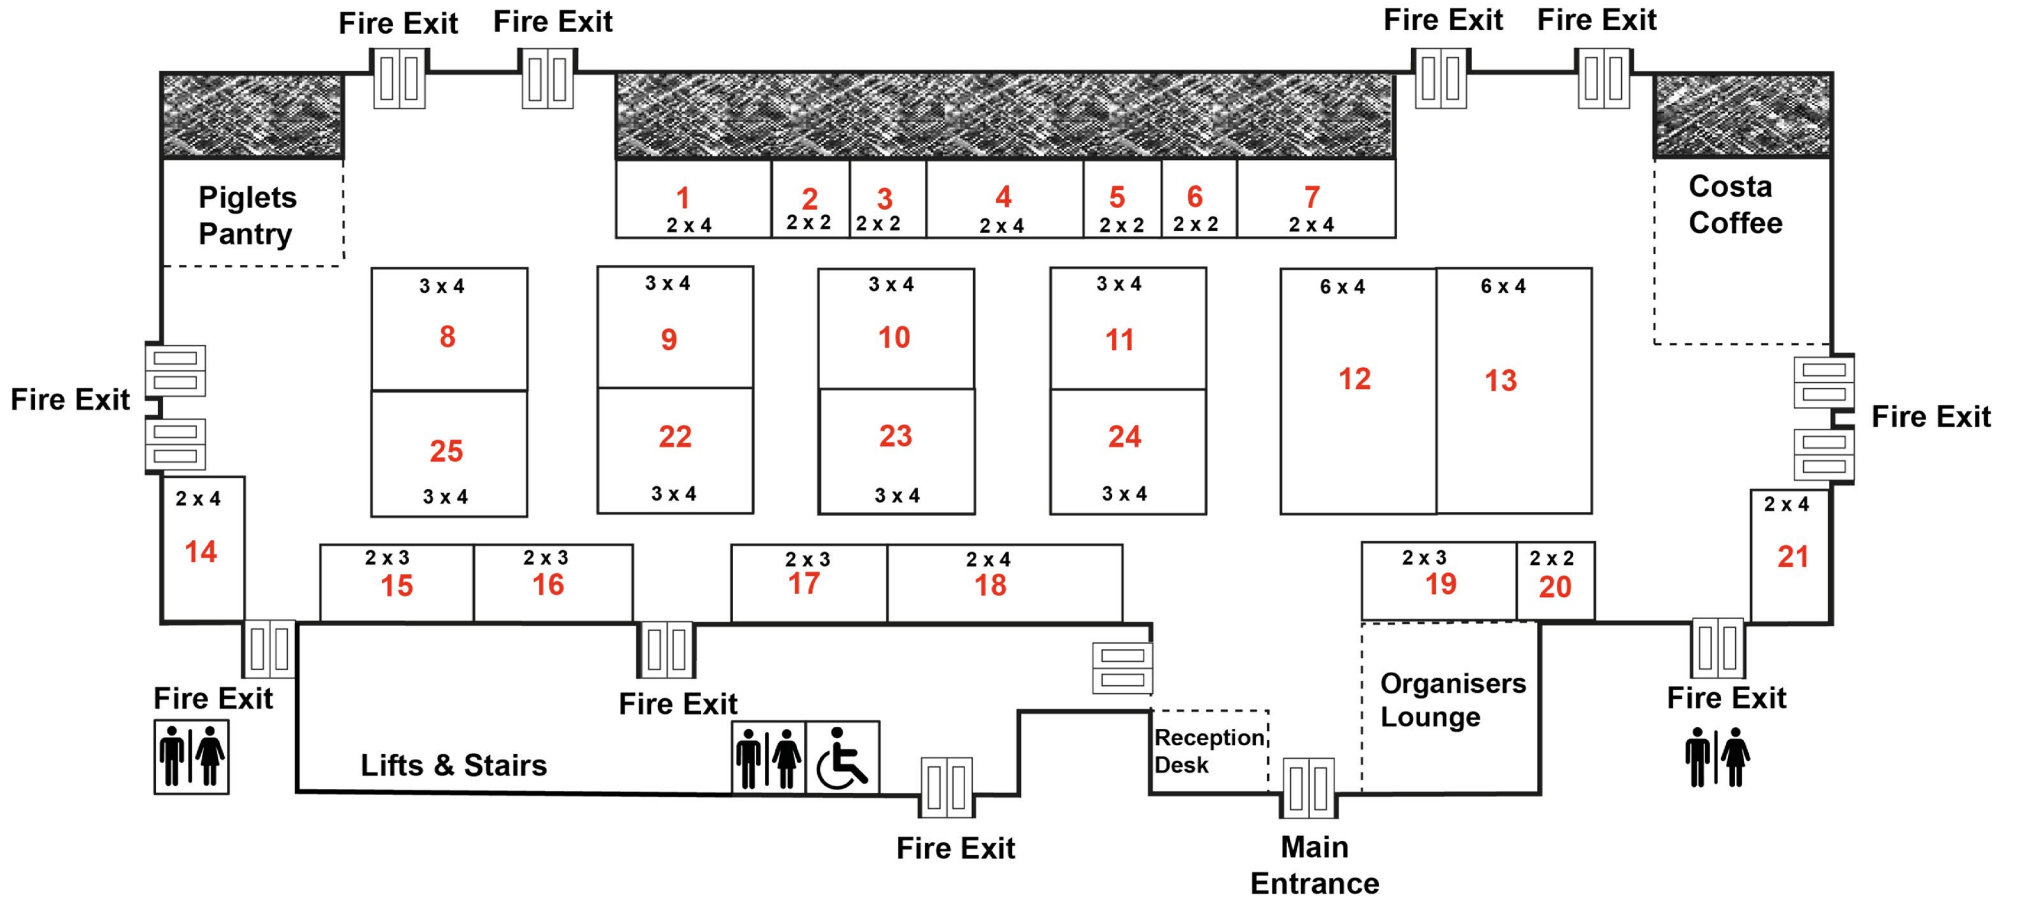 Fire Exit
Fire Exit
Fire Exit
Fire Exit
Piglets
Pantry
1
2 x 4
2
2 x 2
3
2 x 2
4
2 x 4
5
2 x 2
6
2 x 2
7
2 x 4
Costa
Coffee
3 x 4
8
3 x 4
9
3 x 4
10
3 x 4
11
6 x 4
12
6 x 4
13
Fire Exit
Fire Exit
25
3 x 4
22
3 x 4
23
3 x 4
24
3 x 4
2 x 4
14
2 x 3
15
2 x 3
16
2 x 3
17
2 x 4
18
2 x 3
19
2 x 2
20
2 x 4
21
Fire Exit
Fire Exit
Organisers
Lounge
Fire Exit
Lifts & Stairs
Reception
Desk
Fire Exit
Main
Entrance